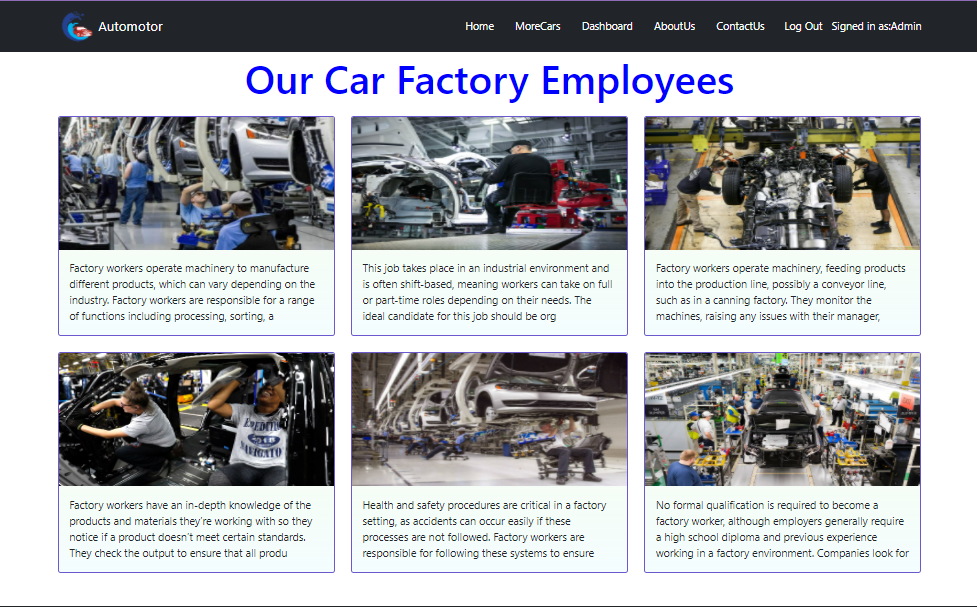 Automotor
Home MoreCars Dashboard AboutUs ContactUs Log Out Signed in as:Admin
Our Car Factory Employees
Factory workers operate machinery to manufacture
different products, which can vary depending on the
industry. Factory workers are responsible for a range
of functions including processing, sorting, a
This job takes place in an industrial environment and
is often shift-based, meaning workers can take on full
or part-time roles depending on their needs. The
ideal candidate for this job should be org
Factory workers operate machinery, feeding products
into the production line, possibly a conveyor line,
such as in a canning factory. They monitor the
machines, raising any issues with their manager,
Factory workers have an in-depth knowledge of the
products and materials they're working with so they
notice if a product doesn't meet certain standards.
They check the output to ensure that all produ
Health and safety procedures are critical in a factory
setting, as accidents can occur easily if these
processes are not followed. Factory workers are
responsible for following these systems to ensure
No formal qualification is required to become a
factory worker, although employers generally require
a high school diploma and previous experience
working in a factory environment. Companies look for